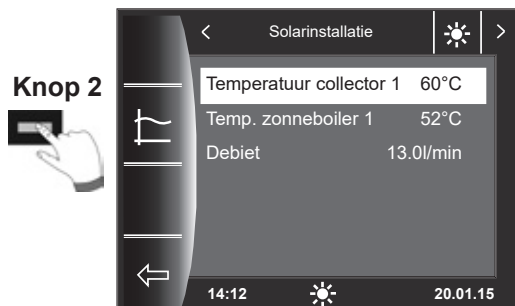 Solarinstallatie
Knop 2
Temperatuur collector 1 60°C
Temp. zonneboiler 1 52°C
Debiet 13.0l/min
14:12 20.01.15